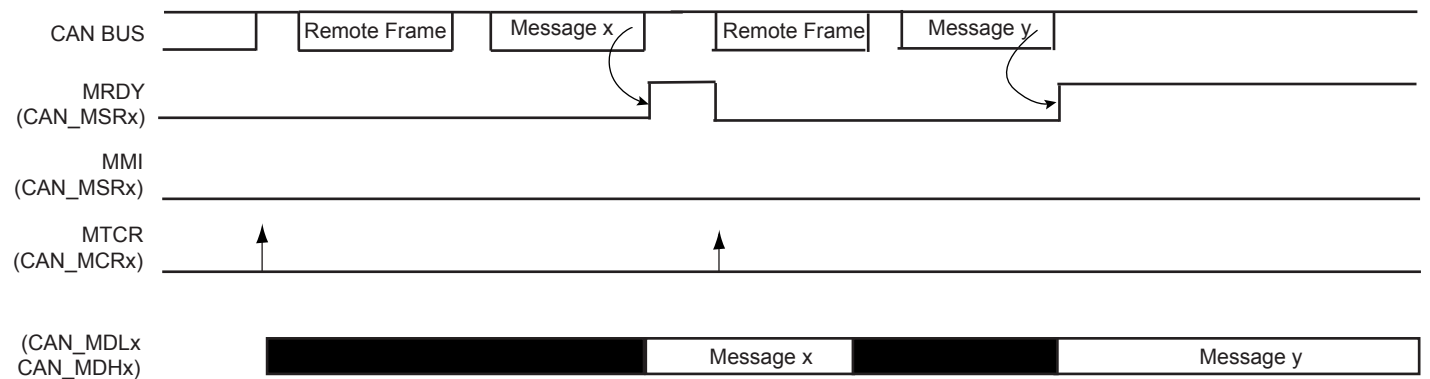 CAN BUS
Remote Frame
Message x
Remote Frame
Message y
MRDY
(CAN_MSRx)
MMI
(CAN_MSRx)
MTCR
(CAN_MCRx)
(CAN_MDLx
CAN_MDHx)
Message x
Message y